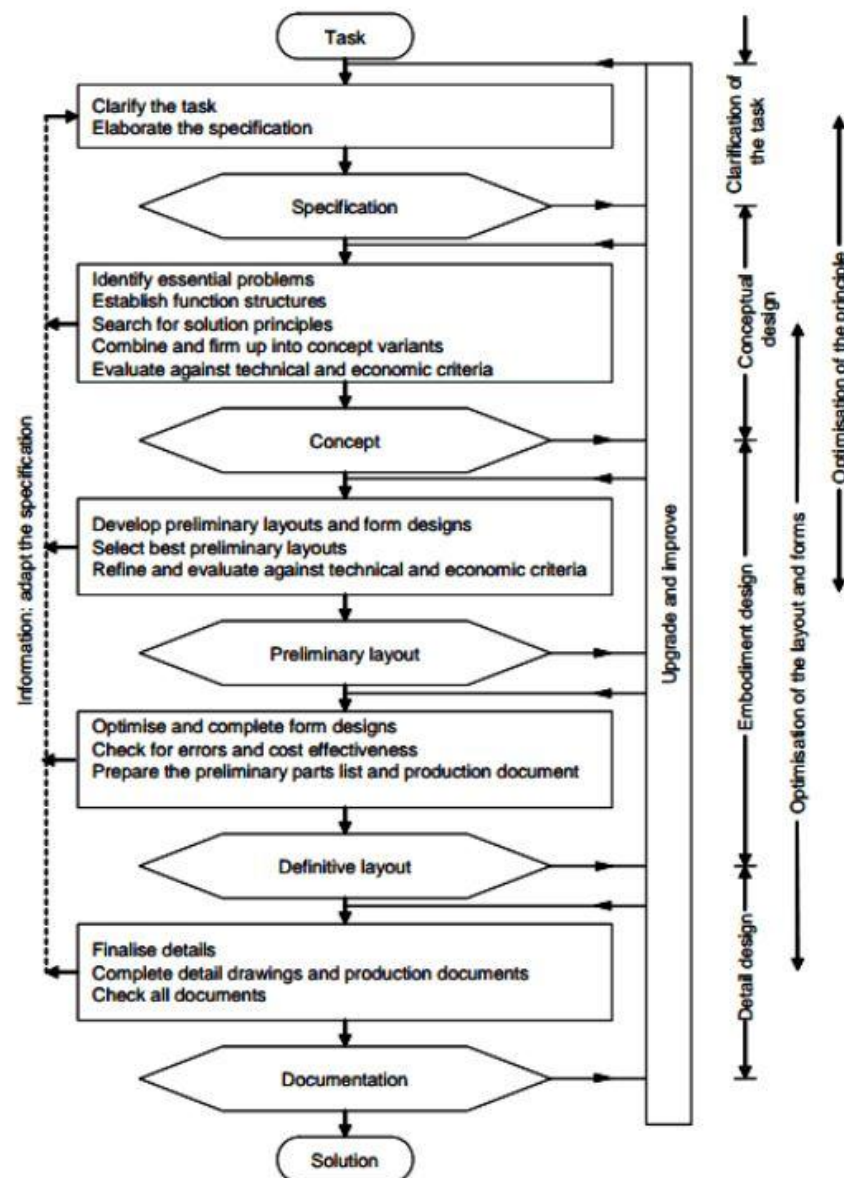 Task
Clarify the task
Elaborate the specification
Specification
Identify essential problems
Establish function structures
Search for solution principles
Combine and firm up into concept variants
Evaluate against technical and economic criteria
Concept
Develop preliminary layouts and form designs
Select best preliminary layouts
Refine and evaluate against technical and economic criteria
Preliminary layout
Optimise and complete form designs
Check for errors and cost effectiveness
Prepare the preliminary parts list and production document
Definitive layout
Finalise details
Complete detail drawings and production documents
Check all documents
Documentation
Solution
Information: adapt the specification
Upgrade and improve
Clarification of
the task
Conceptual
design
Embodiment design
Detail design
Optimisation of the layout and forms
Optimisation of the principle